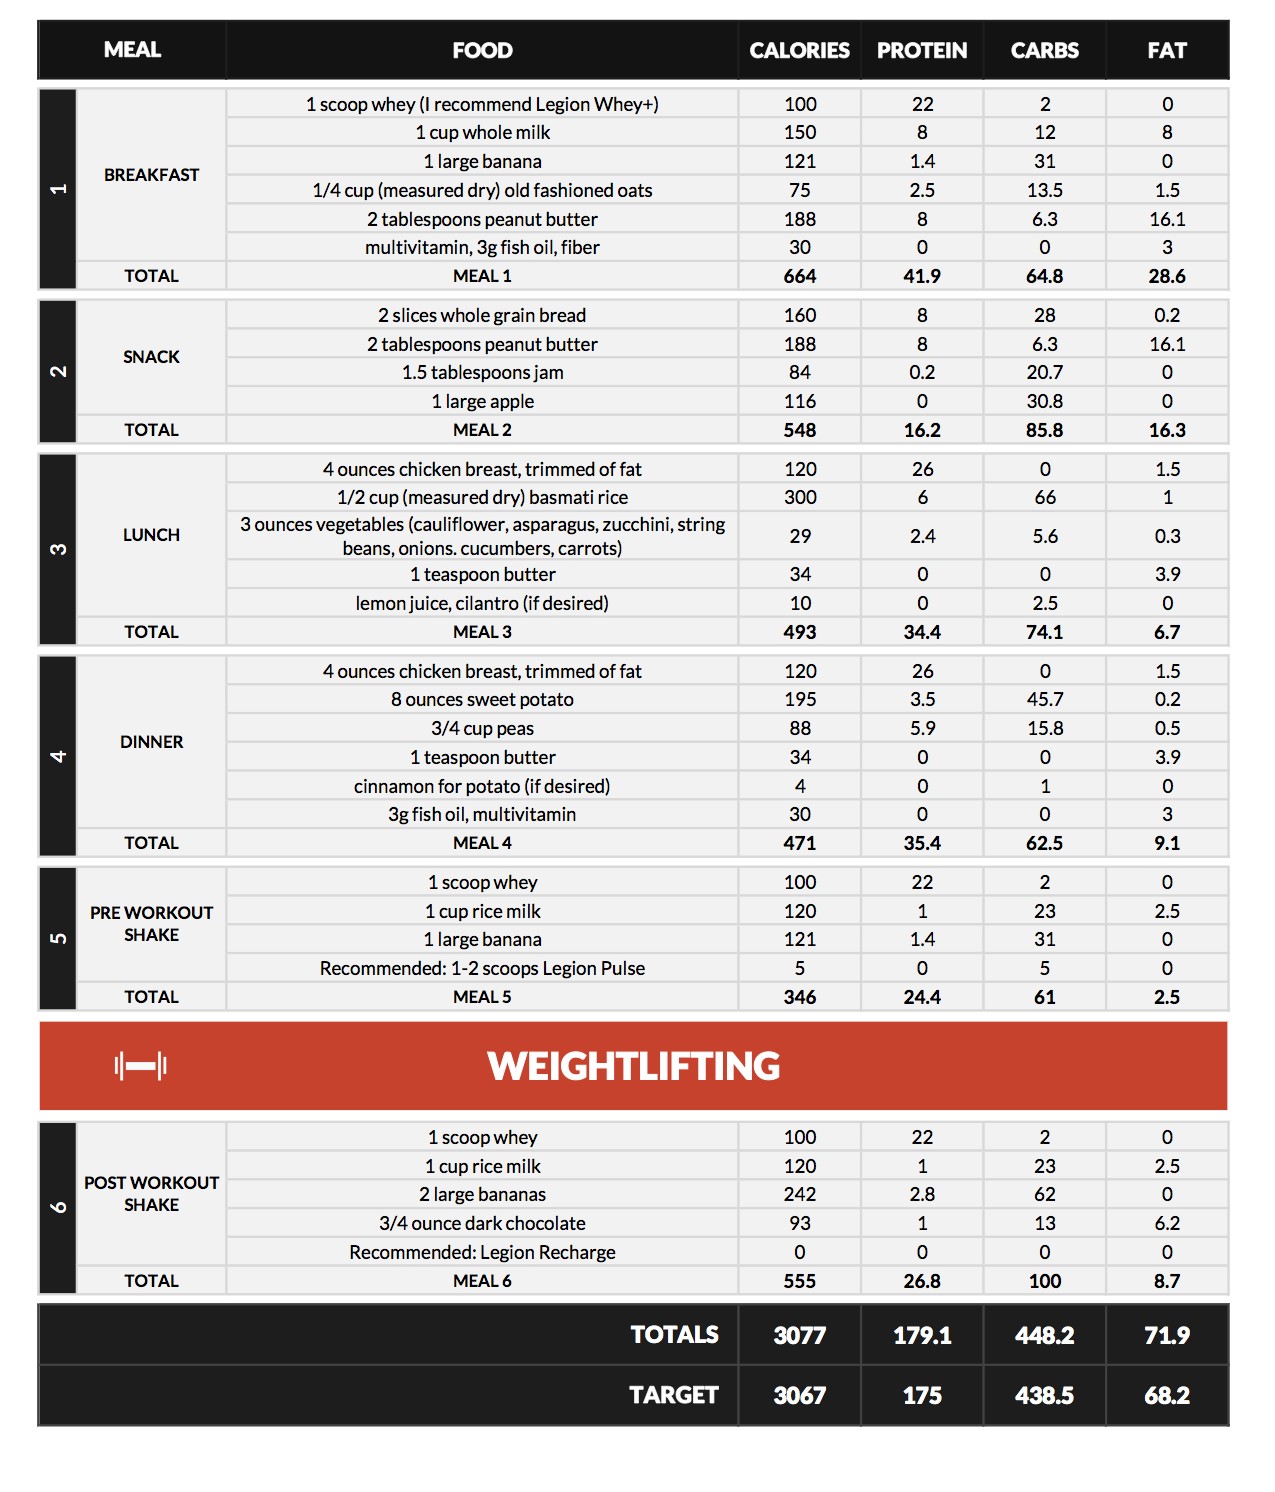 MEAL FOOD CALORIES PROTEIN CARBS FAT
1
BREAKFAST
1 scoop whey (I recommend Legion Whey+) 100 22 2 0
1 cup whole milk 150 8 12 8
1 large banana 121 1.4 31 0
1/4 cup (measured dry) old fashioned oats 75 2.5 13.5 1.5
2 tablespoons peanut butter 188 8 6.3 16.1
multivitamin, 3g fish oil, fiber 30 0 0 3
TOTAL MEAL 1 664 41.9 64.8 28.6
2
SNACK
2 slices whole grain bread 160 8 28 0.2
2 tablespoons peanut butter 188 8 6.3 16.1
1.5 tablespoons jam 84 0.2 20.7 0
1 large apple 116 0 30.8 0
TOTAL MEAL 2 548 16.2 85.8 16.3
3
LUNCH
4 ounces chicken breast, trimmed of fat 120 26 0 1.5
1/2 cup (measured dry) basmati rice 300 6 66 1
3 ounces vegetables (cauliflower, asparagus, zucchini, string
beans, onions. cucumbers, carrots) 29 2.4 5.6 0.3
1 teaspoon butter 34 0 0 3.9
lemon juice, cilantro (if desired) 10 0 2.5 0
TOTAL MEAL 3 493 34.4 74.1 6.7
4
DINNER
4 ounces chicken breast, trimmed of fat 120 26 0 1.5
8 ounces sweet potato 195 3.5 45.7 0.2
3/4 cup peas 88 5.9 15.8 0.5
1 teaspoon butter 34 0 0 3.9
cinnamon for potato (if desired) 4 0 1 0
3g fish oil, multivitamin 30 0 0 3
TOTAL MEAL 4 471 35.4 62.5 9.1
5
PRE WORKOUT
SHAKE
1 scoop whey 100 22 2 0
1 cup rice milk 120 1 23 2.5
1 large banana 121 1.4 31 0
Recommended: 1-2 scoops Legion Pulse 5 0 5 0
TOTAL MEAL 5 346 24.4 61 2.5
WEIGHTLIFTING
6
POST WORKOUT
SHAKE
1 scoop whey 100 22 2 0
1 cup rice milk 120 1 23 2.5
2 large bananas 242 2.8 62 0
3/4 ounce dark chocolate 93 1 13 6.2
Recommended: Legion Recharge 0 0 0 0
TOTAL MEAL 6 555 26.8 100 8.7
TOTALS 3077 179.1 448.2 71.9
TARGET 3067 175 438.5 68.2